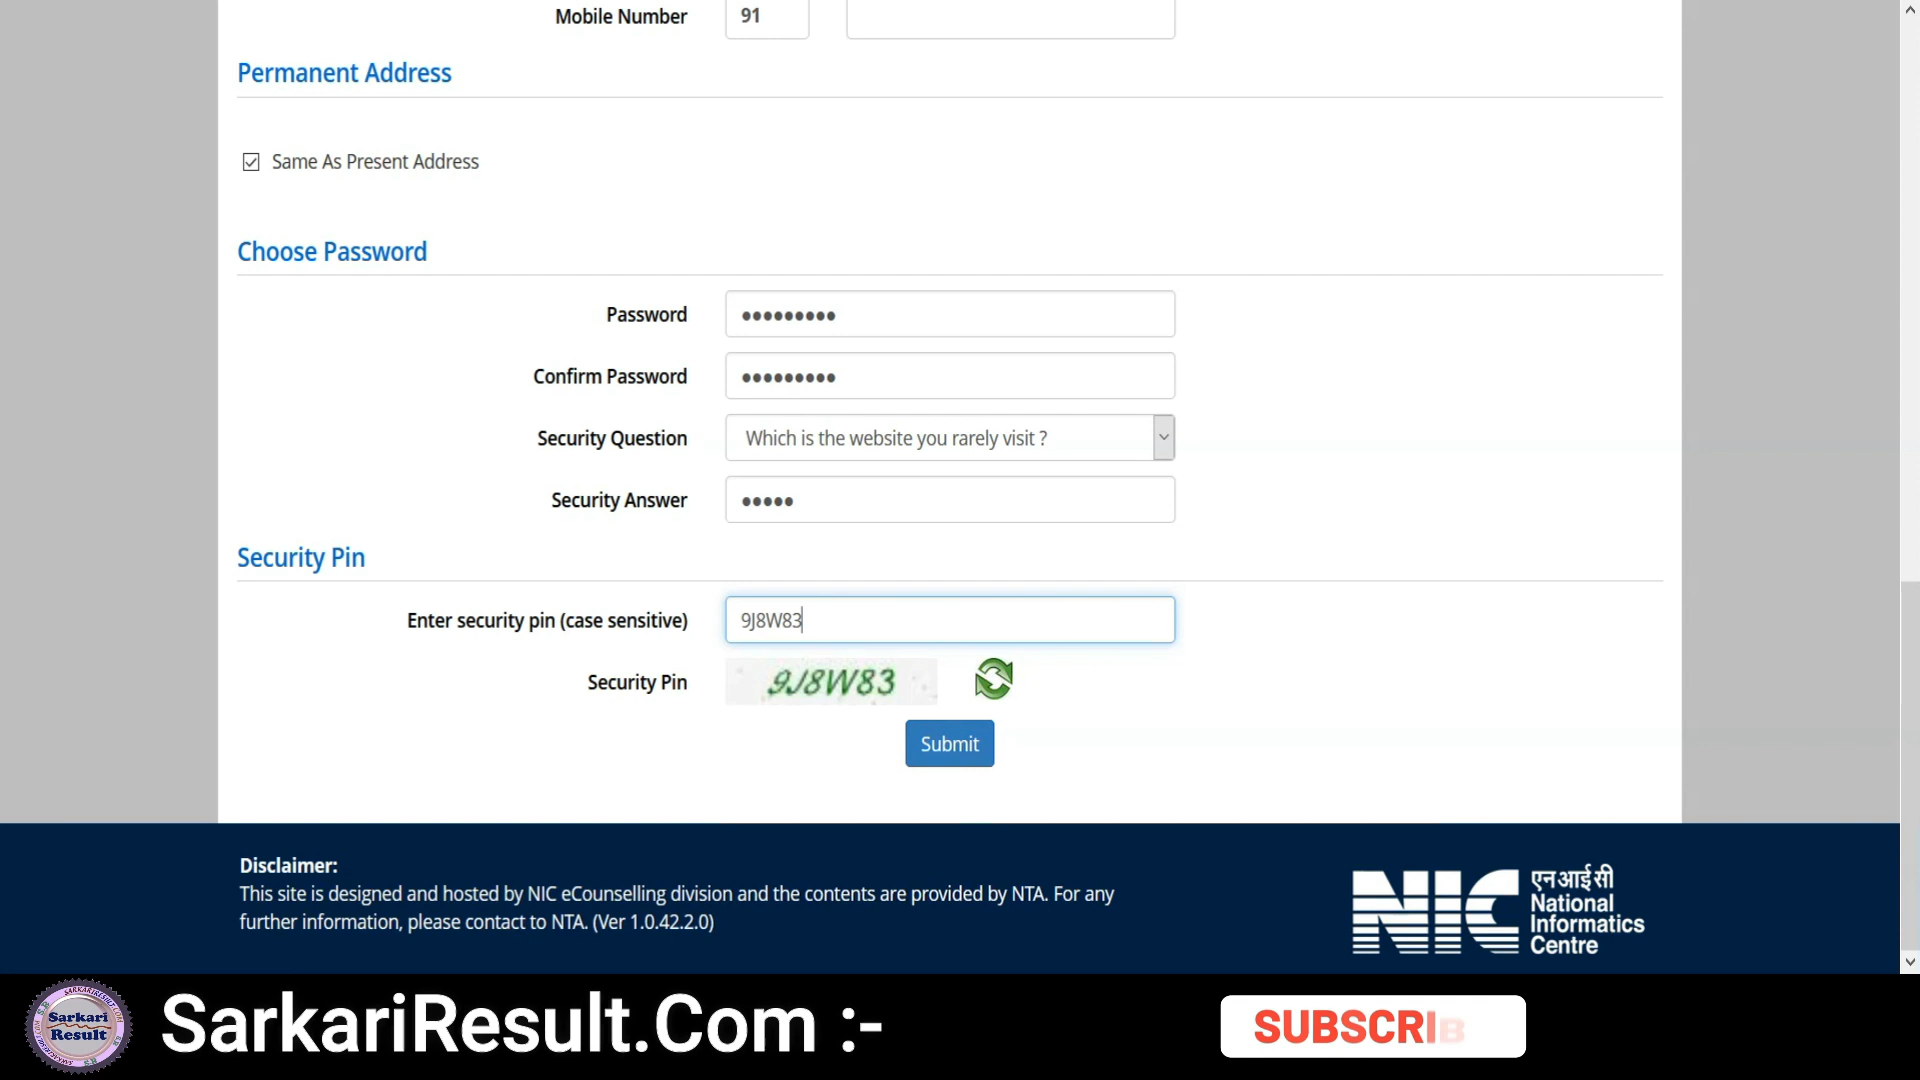 Mobile Number 91
Permanent Address
Same As Present Address
Choose Password
Password •••••••••
Confirm Password •••••••••
Security Question Which is the website you rarely visit ?
Security Answer •••••
Security Pin
Enter security pin (case sensitive) 9J8W83
Security Pin 9J8W83
Submit
Disclaimer:
This site is designed and hosted by NIC eCounselling division and the contents are provided by NTA. For any
further information, please contact to NTA. (Ver 1.0.42.2.0)
NIC
एनआईसी
National
Informatics
Centre
Sarkari
Result
SarkariResult.Com :-
SUBSCRIB